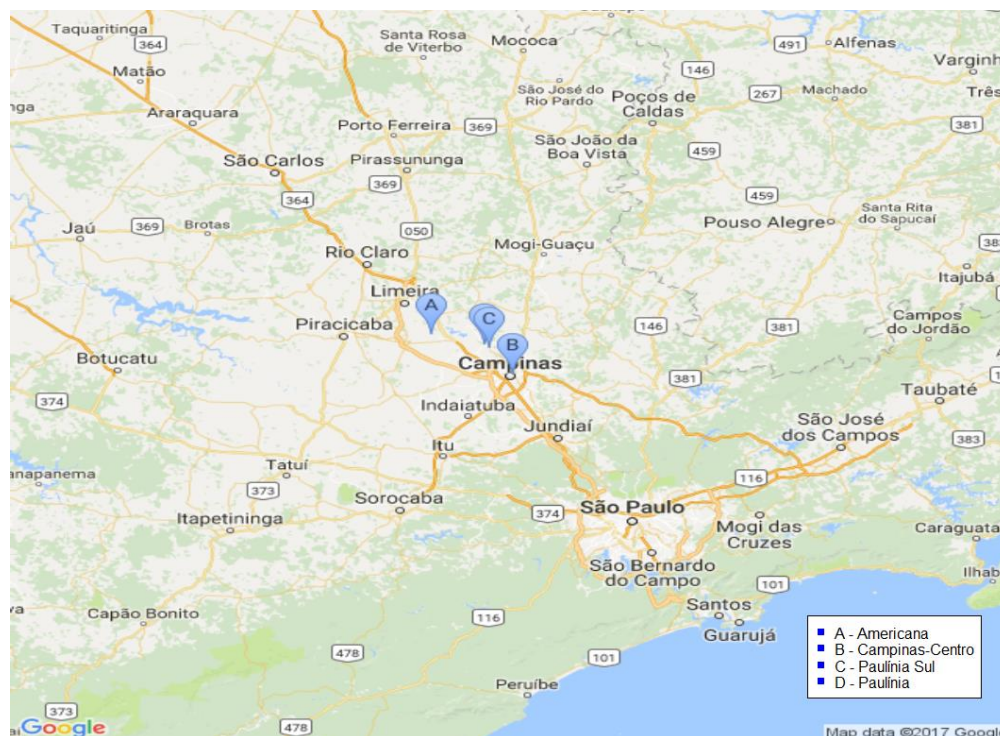 Taquaritinga
364
Santa Rosa
de Viterbo
Mococa
491
Alfenas
Varginh
Matão
146
São José do
Rio Pardo
Poços de
Caldas
267
Machado
Três
nga
Araraquara
Porto Ferreira
369
381
São João da
Boa Vista
459
São Carlos
Pirassununga
369
364
459
Santa Rita
do Sapucaí
Jaú
369
Brotas
050
Pouso Alegre
Mogi-Guaçu
38
Rio Claro
Itajubá
Limeira
A
C
Piracicaba
146
381
Campos
do Jordão
B
Botucatu
Campinas
381
Taubaté
374
Indaiatuba
Jundiaí
São José
dos Campos
383
Itu
anapanema
Tatuí
116
373
Sorocaba
374
São Paulo
Itapetininga
Mogi das
Cruzes
Caraguata
São Bernardo
do Campo
Ilhab
101
va
Capão Bonito
116
Santos
Guarujá
A - Americana
B - Campinas-Centro
C - Paulínia Sul
D - Paulínia
478
101
Peruíbe
373
Google
478
Map data ©2017 Google